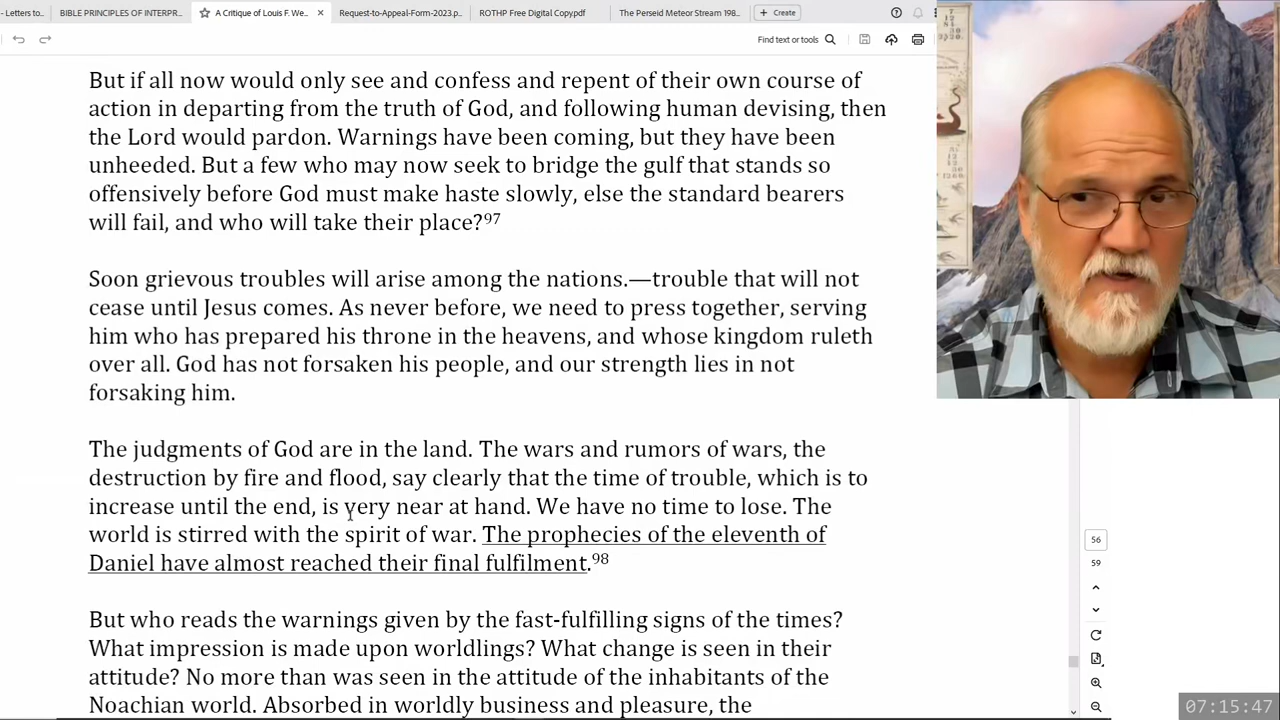 - Letters to...
BIBLE PRINCIPLES OF INTERPR...
A Critique of Louis F. We...
Request-to-Appeal-Form-2023.p...
ROTHP Free Digital Copy.pdf
The Perseid Meteor Stream 198...
+ Create
Find text or tools
But if all now would only see and confess and repent of their own course of
action in departing from the truth of God, and following human devising, then
the Lord would pardon. Warnings have been coming, but they have been
unheeded. But a few who may now seek to bridge the gulf that stands so
offensively before God must make haste slowly, else the standard bearers
will fail, and who will take their place?97
Soon grievous troubles will arise among the nations.—trouble that will not
cease until Jesus comes. As never before, we need to press together, serving
him who has prepared his throne in the heavens, and whose kingdom ruleth
over all. God has not forsaken his people, and our strength lies in not
forsaking him.
The judgments of God are in the land. The wars and rumors of wars, the
destruction by fire and flood, say clearly that the time of trouble, which is to
increase until the end, is very near at hand. We have no time to lose. The
world is stirred with the spirit of war. The prophecies of the eleventh of
Daniel have almost reached their final fulfilment.98
But who reads the warnings given by the fast-fulfilling signs of the times?
What impression is made upon worldlings? What change is seen in their
attitude? No more than was seen in the attitude of the inhabitants of the
Noachian world. Absorbed in worldly business and pleasure, the
56
59
07:15:47